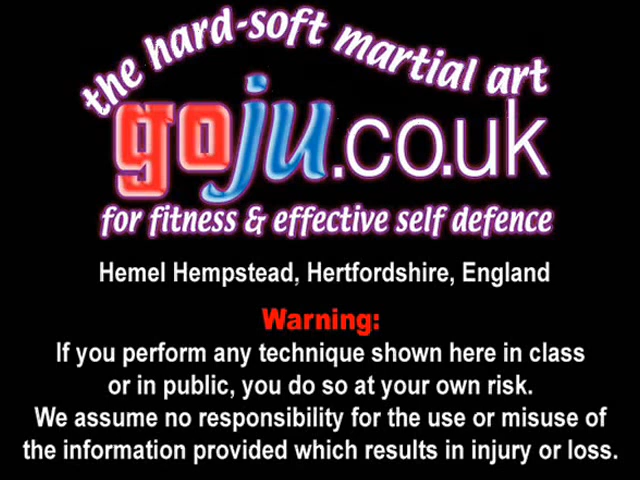 the hard-soft martial art
goju.co.uk
for fitness & effective self defence
Hemel Hempstead, Hertfordshire, England
Warning:
If you perform any technique shown here in class
or in public, you do so at your own risk.
We assume no responsibility for the use or misuse of
the information provided which results in injury or loss.